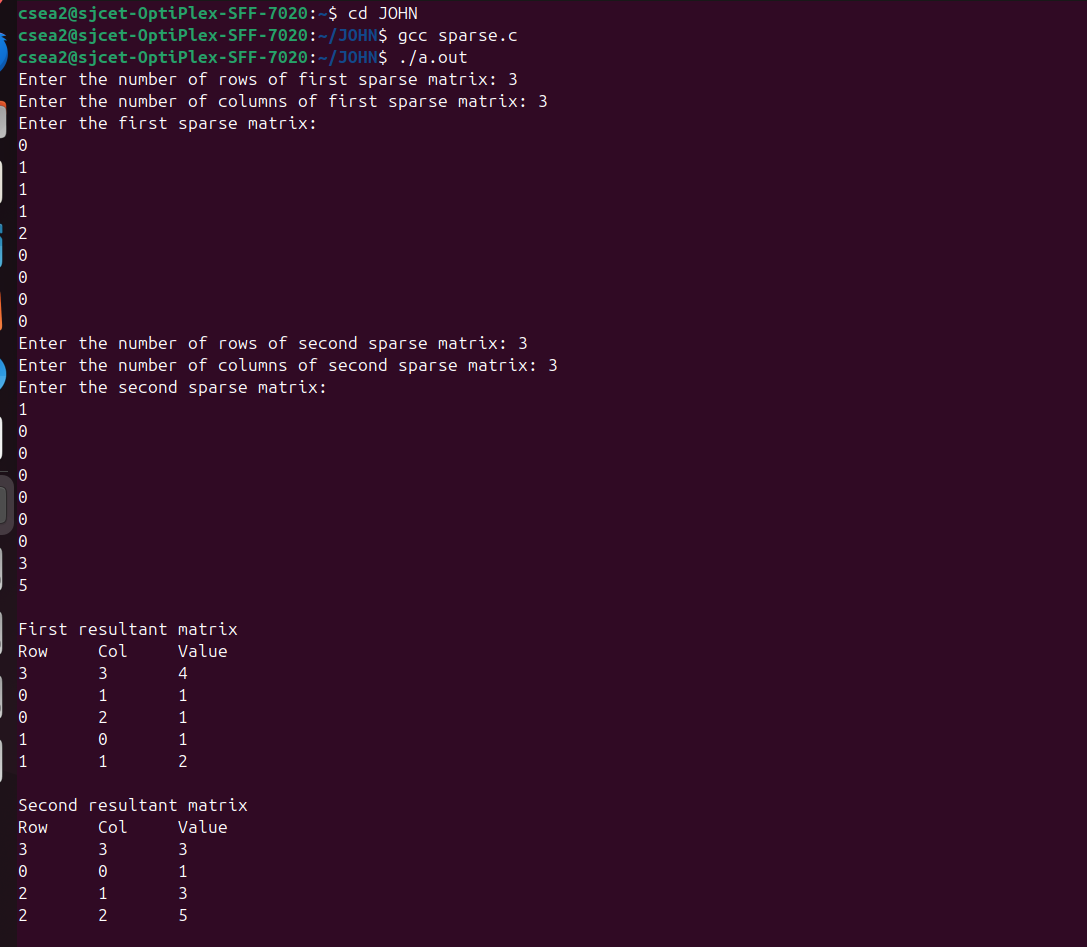 csea2@sjcet-OptiPlex-SFF-7020:~$ cd JOHN
csea2@sjcet-OptiPlex-SFF-7020:~/JOHN$ gcc sparse.c
csea2@sjcet-OptiPlex-SFF-7020:~/JOHN$ ./a.out
Enter the number of rows of first sparse matrix: 3
Enter the number of columns of first sparse matrix: 3
Enter the first sparse matrix:
0
1
1
1
2
0
0
0
0
Enter the number of rows of second sparse matrix: 3
Enter the number of columns of second sparse matrix: 3
Enter the second sparse matrix:
1
0
0
0
0
0
0
3
5
First resultant matrix
Row Col Value
3 3 4
0 1 1
0 2 1
1 0 1
1 1 2
Second resultant matrix
Row Col Value
3 3 3
0 0 1
2 1 3
2 2 5